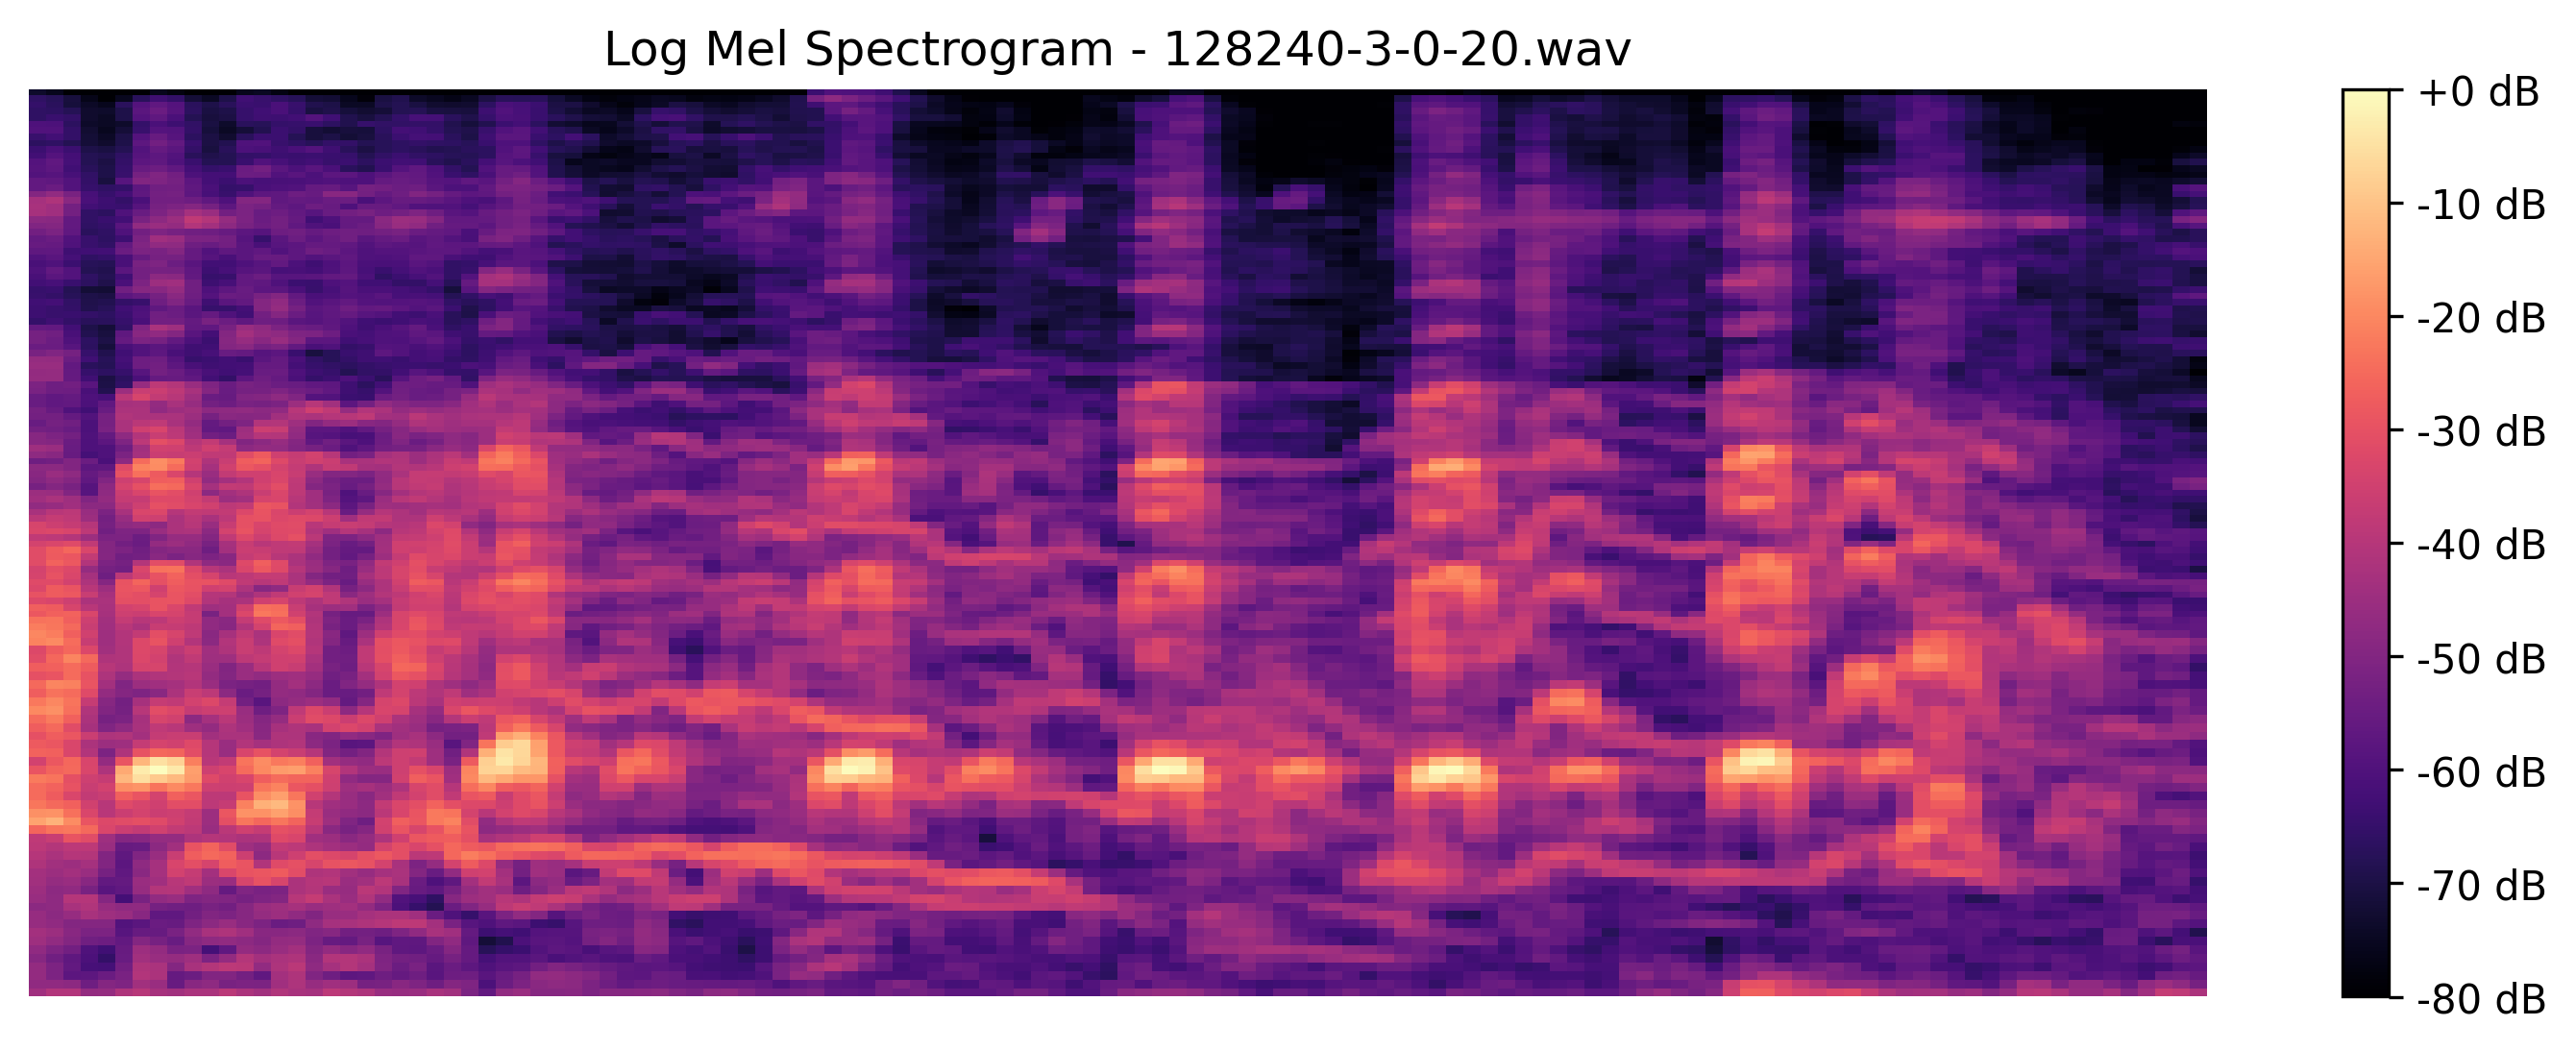 Log Mel Spectrogram - 128240-3-0-20.wav
+0 dB
-10 dB
-20 dB
-30 dB
-40 dB
-50 dB
-60 dB
-70 dB
-80 dB